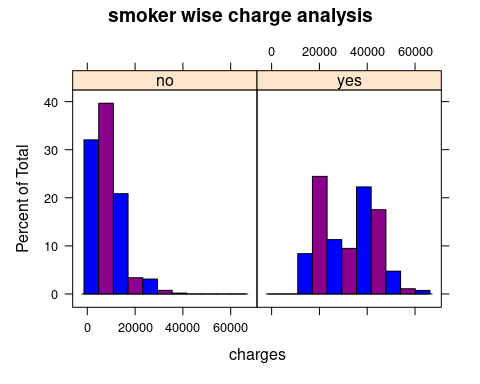 smoker wise charge analysis
0 20000 40000 60000
no yes
40
30
20
10
0
Percent of Total
0 20000 40000 60000
charges